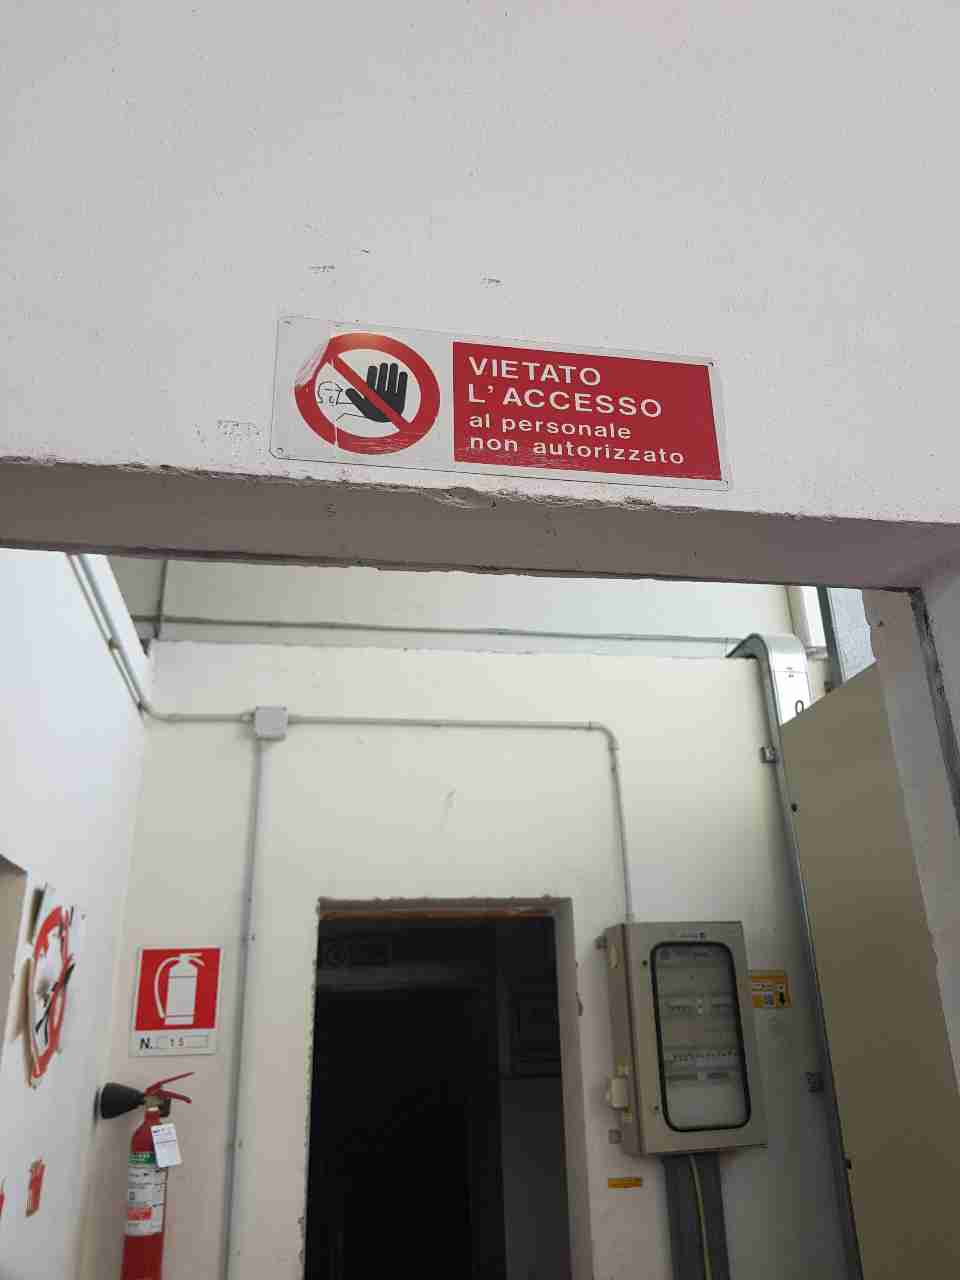 VIETATO
L'ACCESSO
al personale
non autorizzato
N. 15